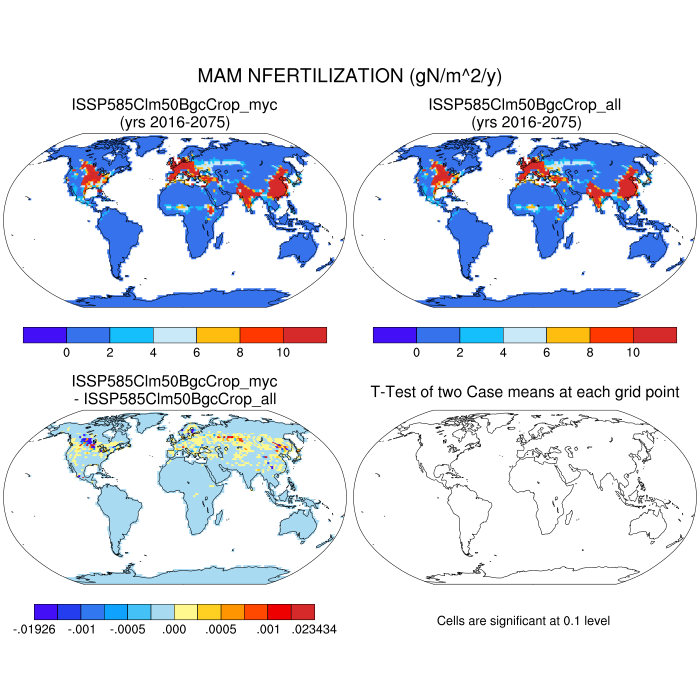 MAM NFERTILIZATION (gN/m^2/y)
ISSP585Clm50BgcCrop_myc
(yrs 2016-2075)
ISSP585Clm50BgcCrop_all
(yrs 2016-2075)
0 2 4 6 8 10
0 2 4 6 8 10
ISSP585Clm50BgcCrop_myc
- ISSP585Clm50BgcCrop_all
T-Test of two Case means at each grid point
-.01926 -.001 -.0005 .000 .0005 .001 .023434
Cells are significant at 0.1 level